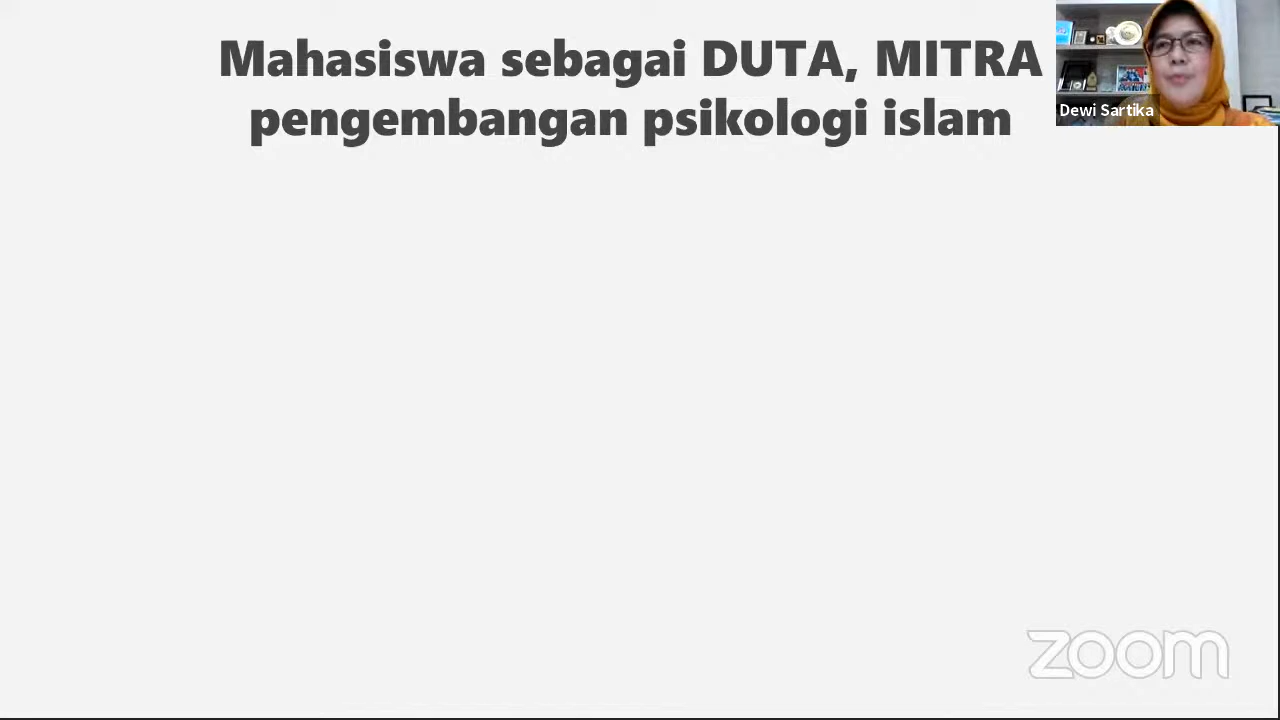 Mahasiswa sebagai DUTA, MITRA
pengembangan psikologi islam
Dewi Sartika
zoom